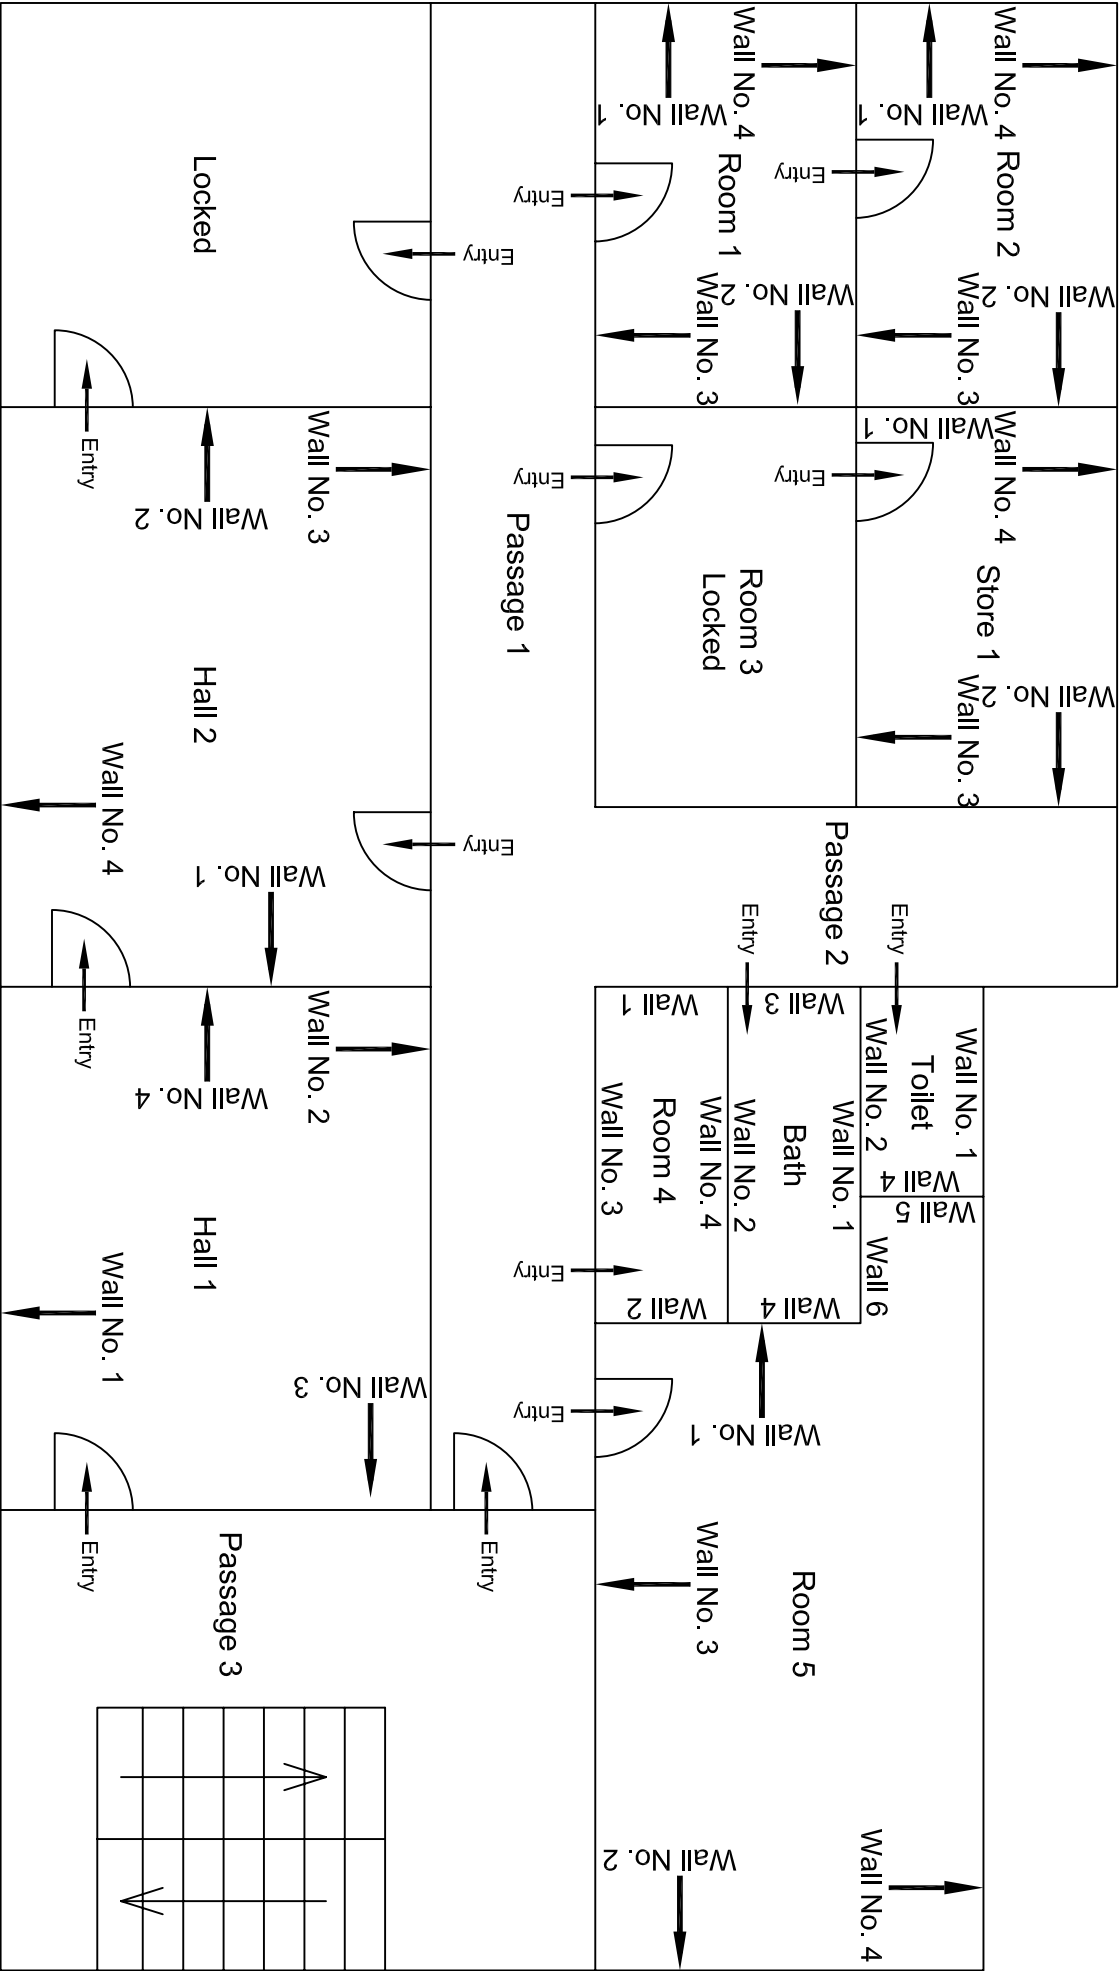 Wall No. 4
Wall No. 1
Room 2
Entry
Wall No. 2
Wall No. 3
Wall No. 4
Wall No. 1
Room 1
Entry
Wall No. 2
Wall No. 3
Entry
Locked
Entry
Wall No. 4
Wall No. 1
Entry
Store 1
Wall No. 2
Wall No. 3
Entry
Room 3
Locked
Passage 1
Wall No. 3
Wall No. 2
Hall 2
Wall No. 4
Wall No. 1
Entry
Entry
Passage 2
Entry
Entry
Wall No. 1
Toilet
Wall No. 2
Wall 4
Wall 5
Wall 6
Wall 3
Wall No. 1
Bath
Wall No. 2
Wall 4
Wall 1
Wall No. 4
Room 4
Wall No. 3
Wall 2
Entry
Wall No. 2
Wall No. 4
Hall 1
Wall No. 1
Wall No. 3
Entry
Wall No. 1
Entry
Wall No. 3
Room 5
Wall No. 4
Wall No. 2
Entry
Passage 3